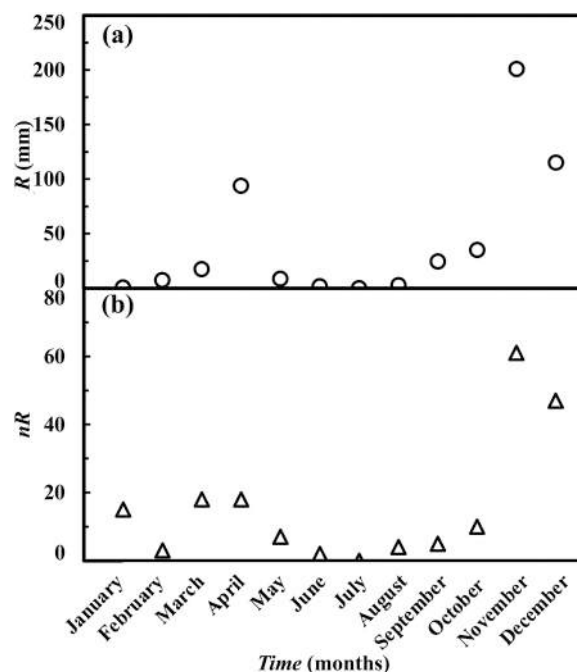 (a)
250
200
150
100
50
0
R (mm)
(b)
80
60
40
20
0
nR
January
February
March
April
May
June
July
August
September
October
November
December
Time (months)